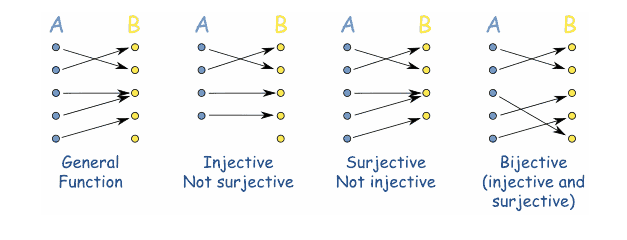 A B
A B
A B
A B
General
Function
Injective
Not surjective
Surjective
Not injective
Bijective
(injective and
surjective)